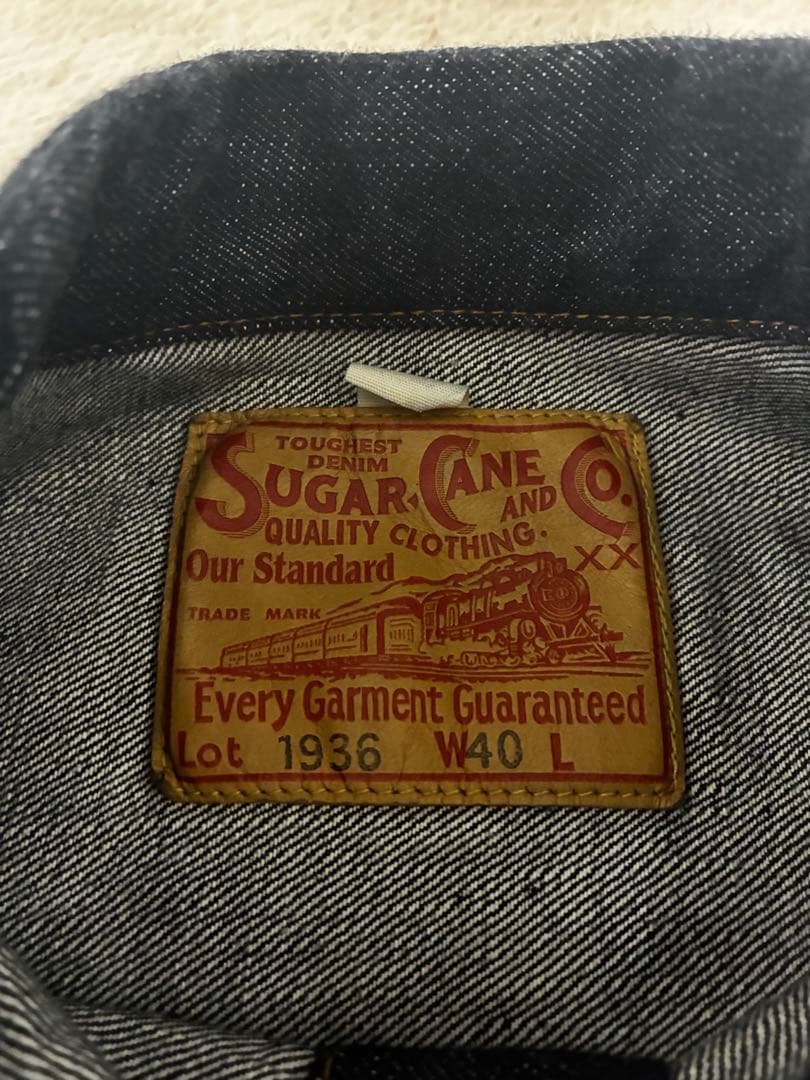 TOUGHEST
DENIM
SUGAR CANE CO.
AND
QUALITY CLOTHING.
Our Standard XX
TRADE MARK
Every Garment Guaranteed
Lot 1936 W40 L